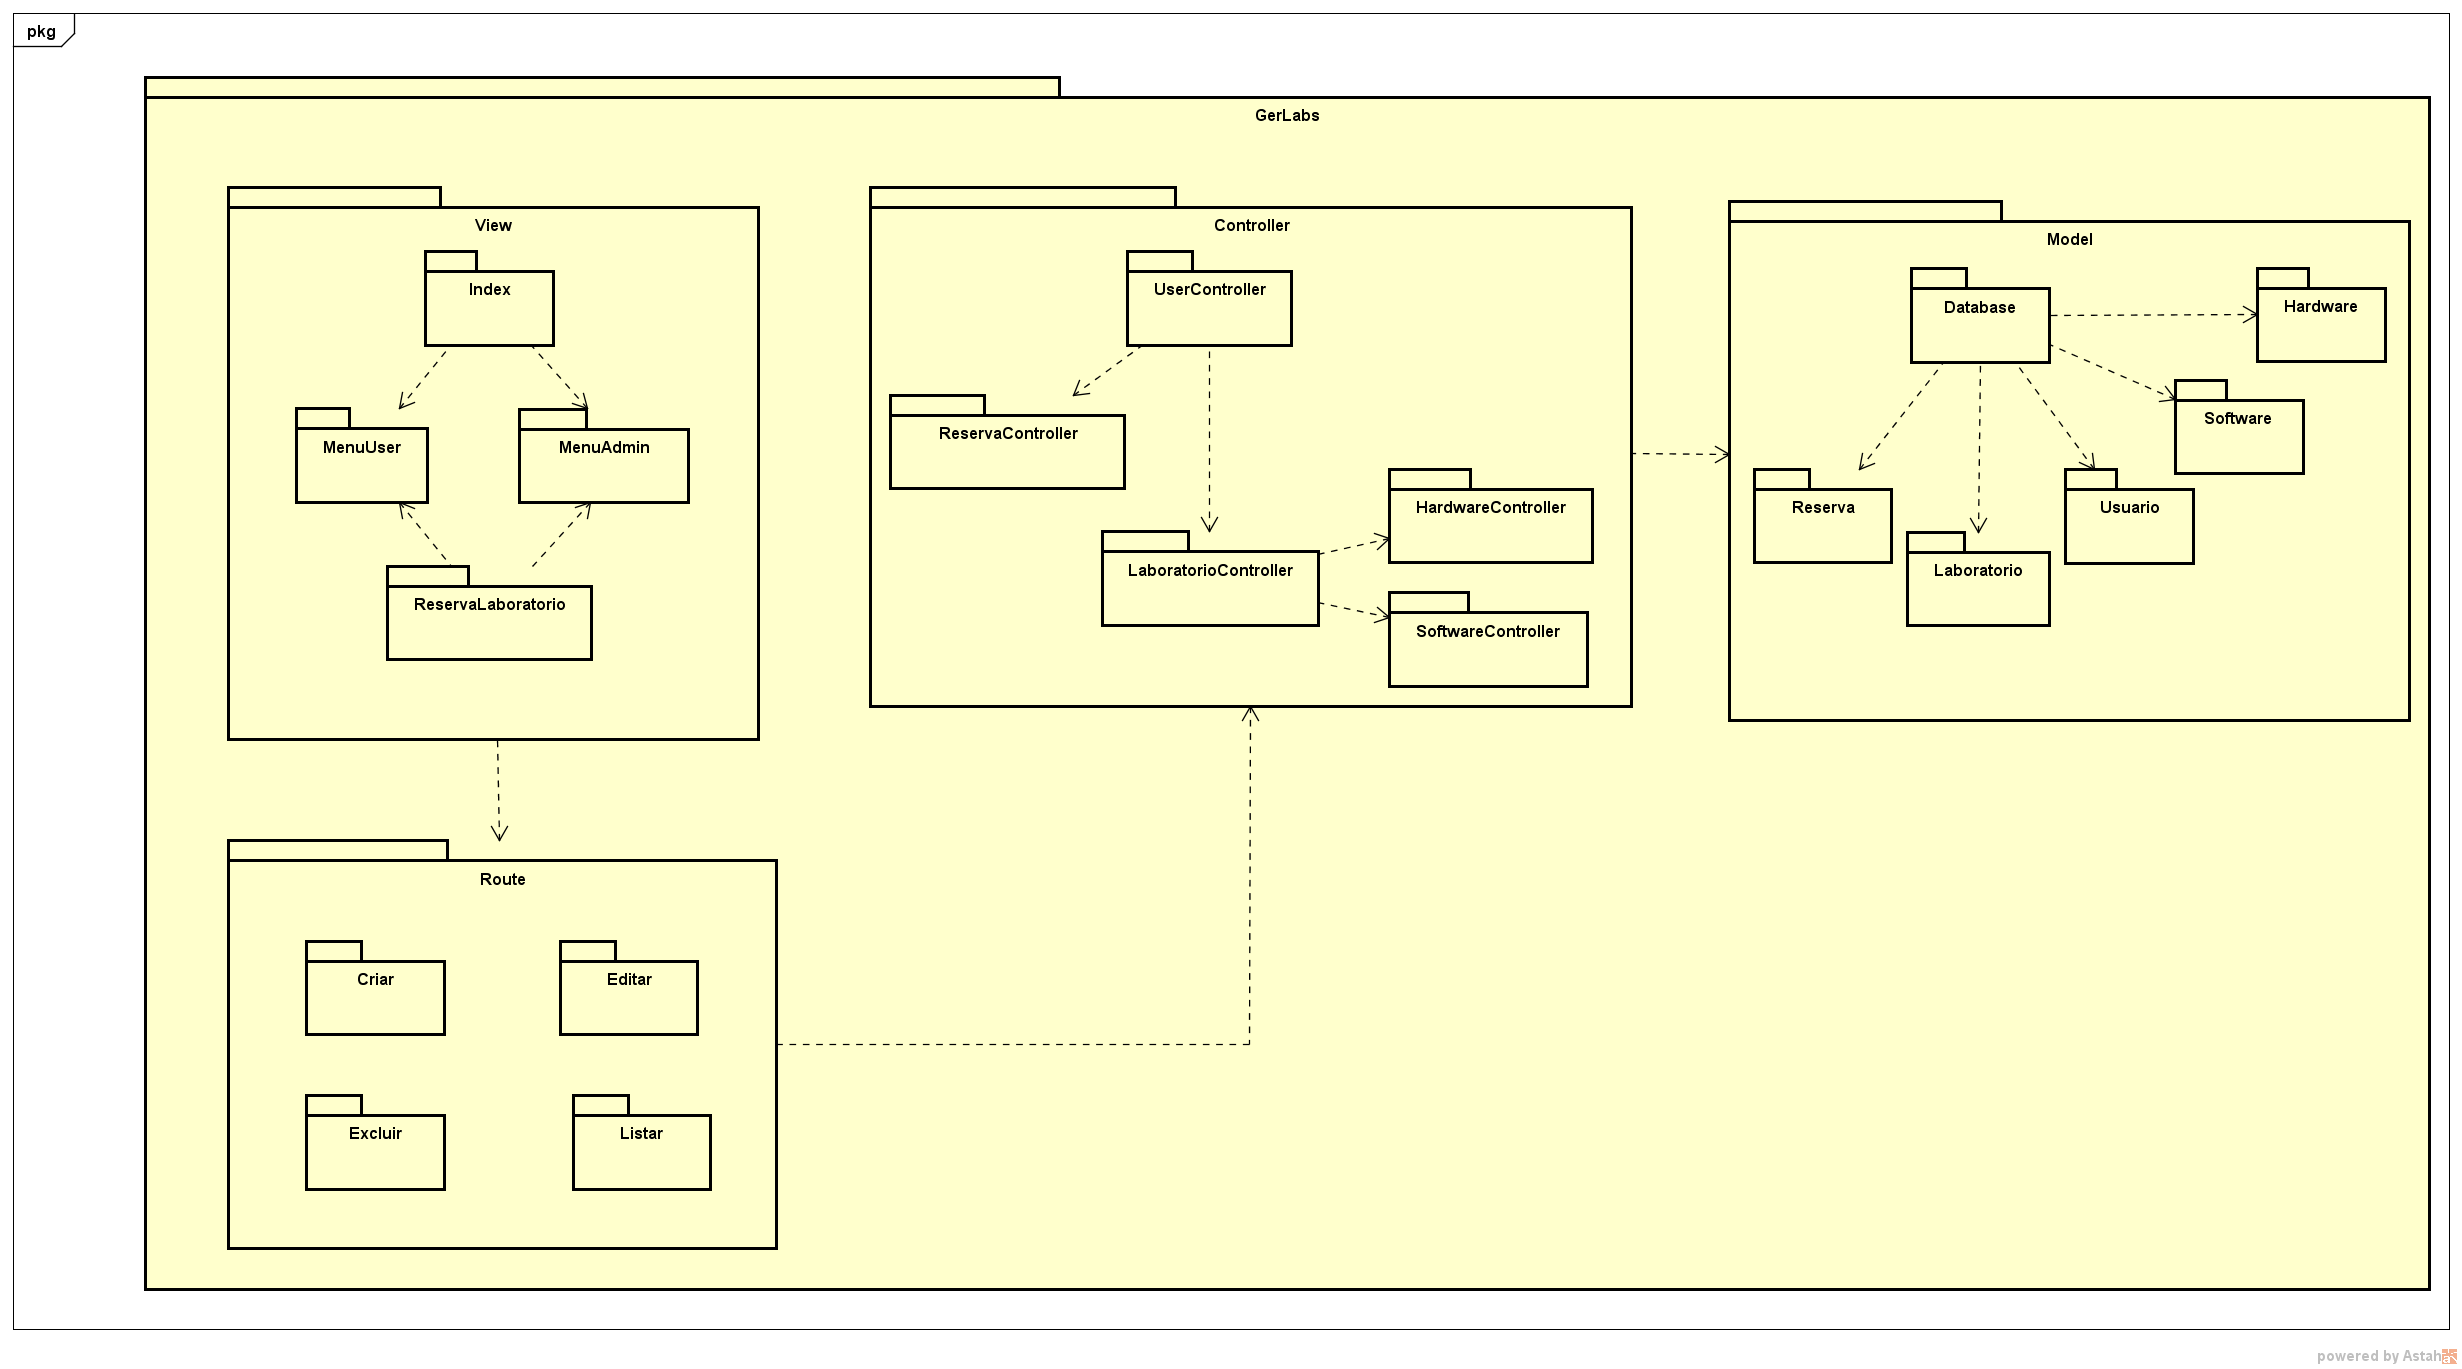 pkg
GerLabs
View
Index
MenuUser
MenuAdmin
ReservaLaboratorio
Controller
UserController
ReservaController
HardwareController
LaboratorioController
SoftwareController
Model
Database
Hardware
Software
Reserva
Usuario
Laboratorio
Route
Criar
Editar
Excluir
Listar
powered by Astah